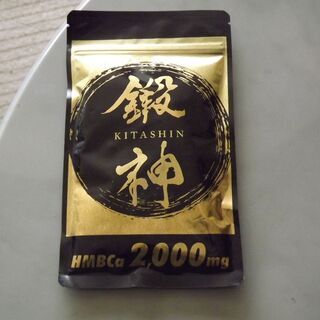 鍛
KITASHIN
神
HMBCa 2,000mg